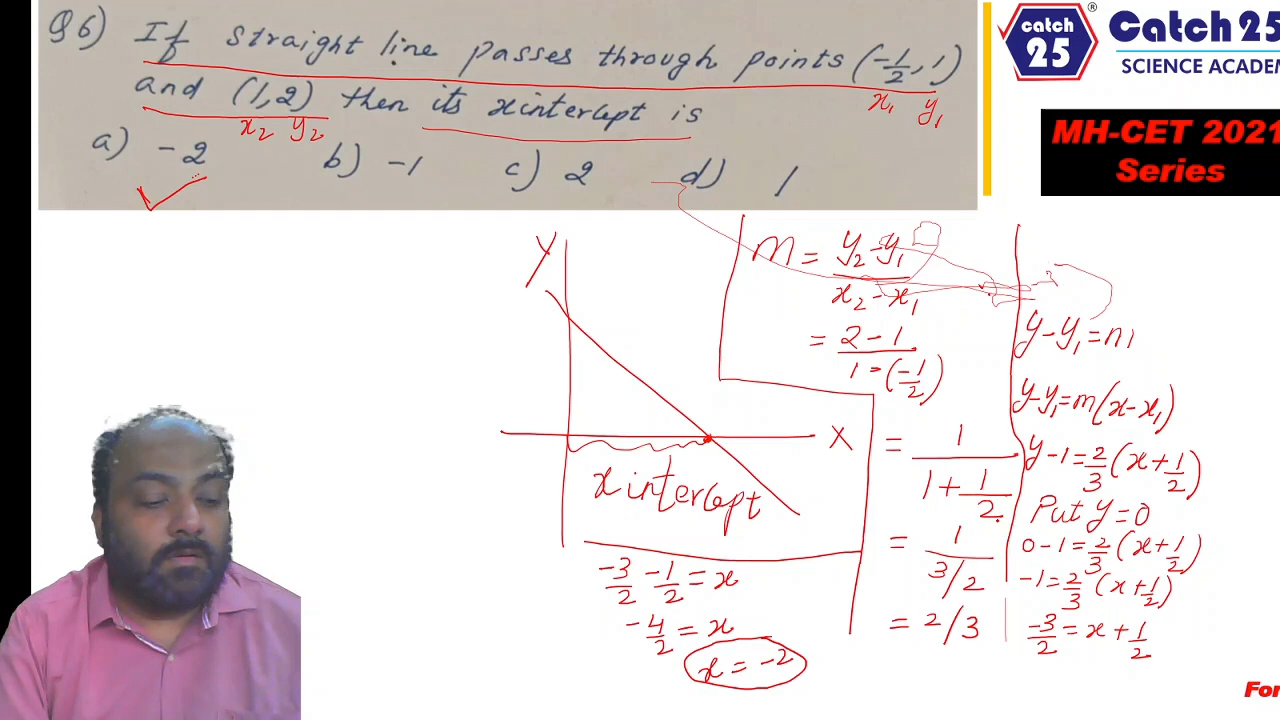 Q6) If straight line passes through points (-1/2, 1)
x₁ y₁
and (1,2) then its x intercept is
x₂ y₂
a) -2 b) -1 c) 2 d) 1
catch 25 ®
Catch 25
SCIENCE ACADE
MH-CET 2021
Series
Y
X
x intercept
m = y₂-y₁ / x₂-x₁
= 2-1 / 1-(-1/2)
= 1 / 1+1/2
= 1 / 3/2
= 2/3
y-y₁=m
y-y₁=m(x-x₁)
y-1=2/3(x+1/2)
Put y=0
0-1=2/3(x+1/2)
-1=2/3(x+1/2)
-3/2=x+1/2
-3/2-1/2=x
-4/2=x
x=-2
For